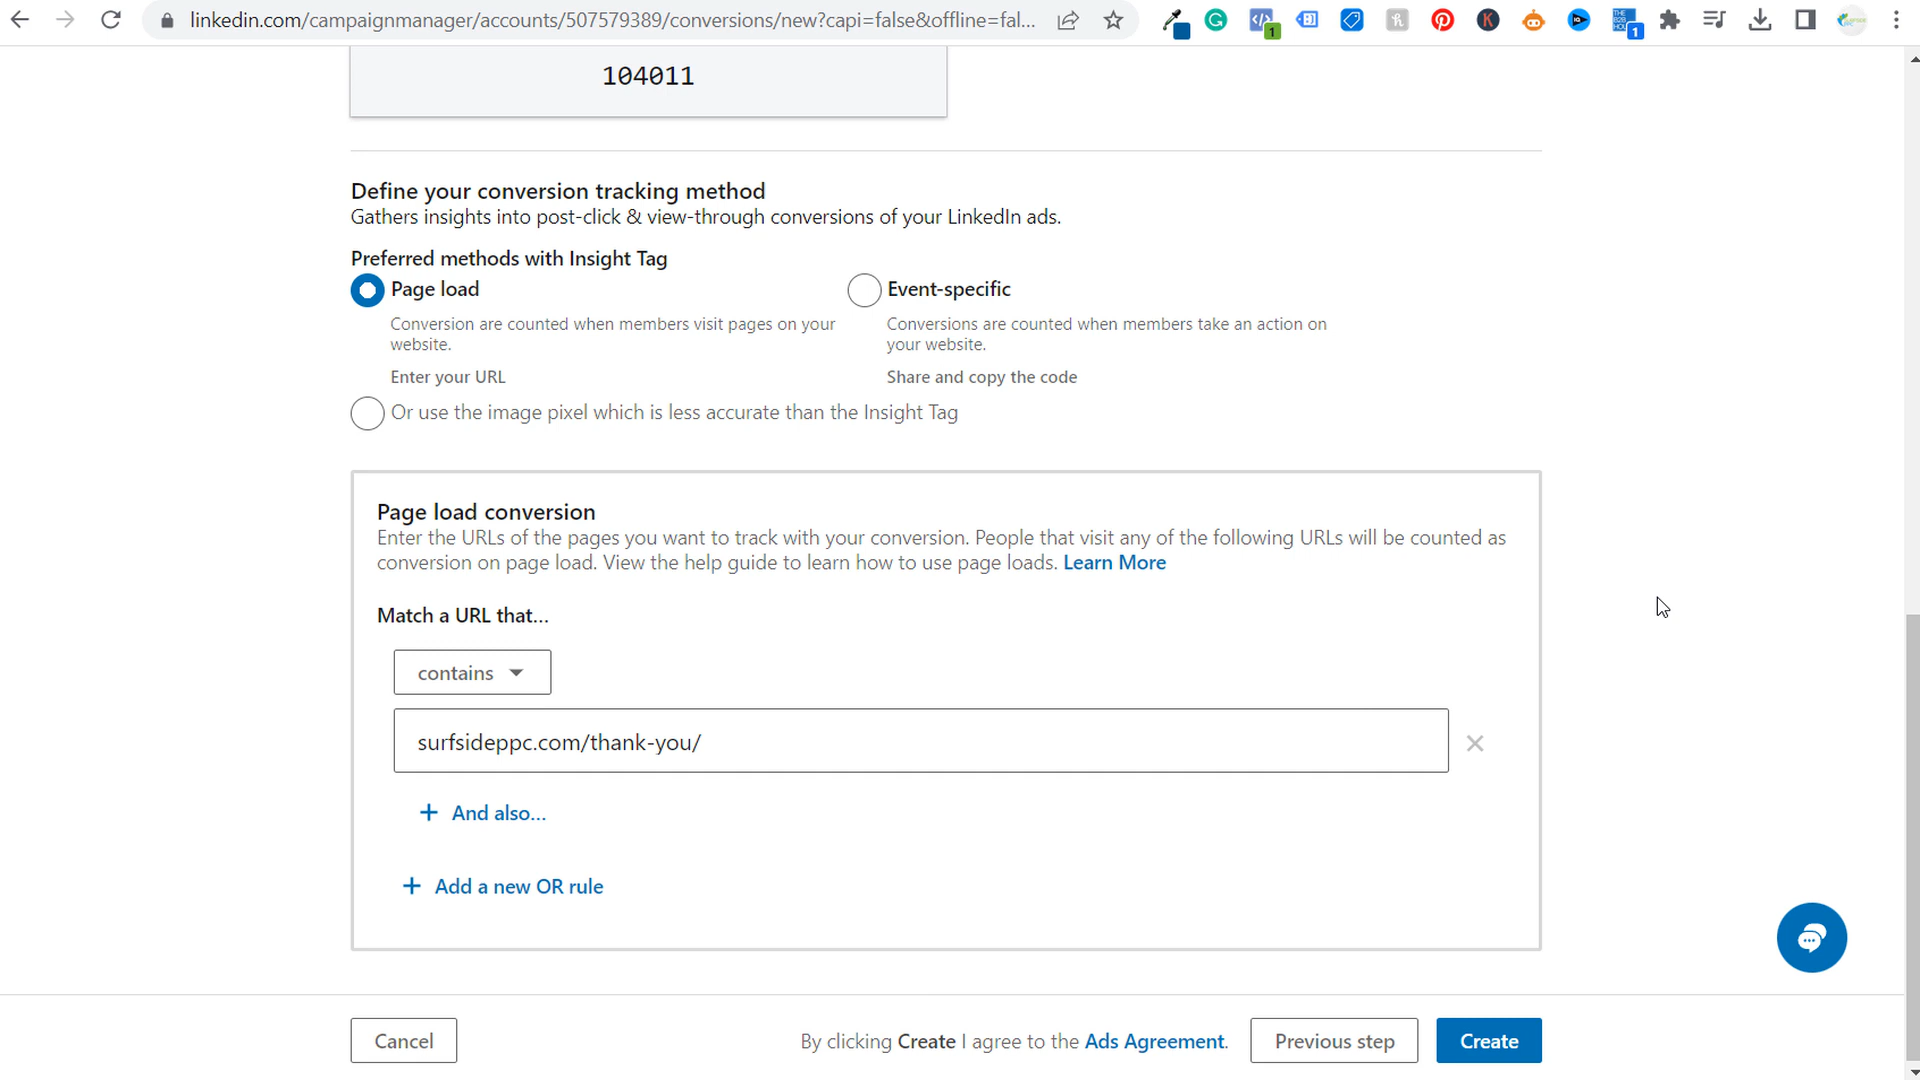 linkedin.com/campaignmanager/accounts/507579389/conversions/new?capi=false&offline=fal...
1
1
104011
Define your conversion tracking method
Gathers insights into post-click & view-through conversions of your LinkedIn ads.
Preferred methods with Insight Tag
Page load
Conversion are counted when members visit pages on your
website.
Enter your URL
Event-specific
Conversions are counted when members take an action on
your website.
Share and copy the code
Or use the image pixel which is less accurate than the Insight Tag
Page load conversion
Enter the URLs of the pages you want to track with your conversion. People that visit any of the following URLs will be counted as
conversion on page load. View the help guide to learn how to use page loads. Learn More
Match a URL that...
contains
surfsideppc.com/thank-you/
+ And also...
+ Add a new OR rule
Cancel
By clicking Create I agree to the Ads Agreement.
Previous step
Create